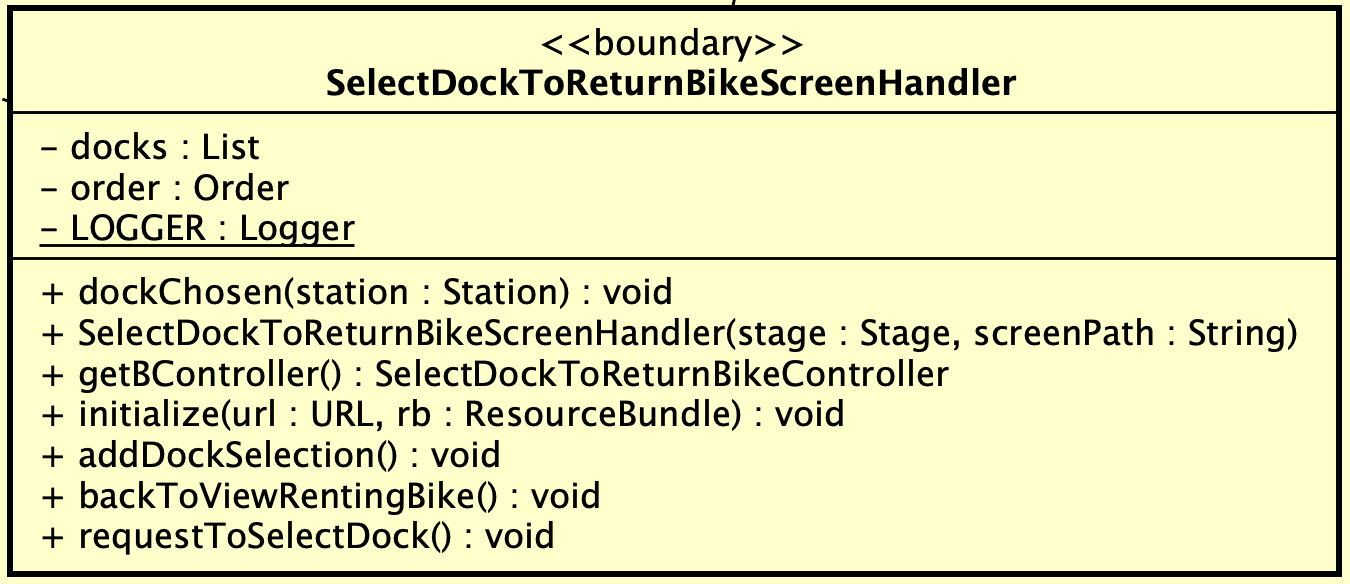 <<boundary>>
SelectDockToReturnBikeScreenHandler
- docks : List
- order : Order
- LOGGER : Logger
+ dockChosen(station : Station) : void
+ SelectDockToReturnBikeScreenHandler(stage : Stage, screenPath : String)
+ getBController() : SelectDockToReturnBikeController
+ initialize(url : URL, rb : ResourceBundle) : void
+ addDockSelection() : void
+ backToViewRentingBike() : void
+ requestToSelectDock() : void